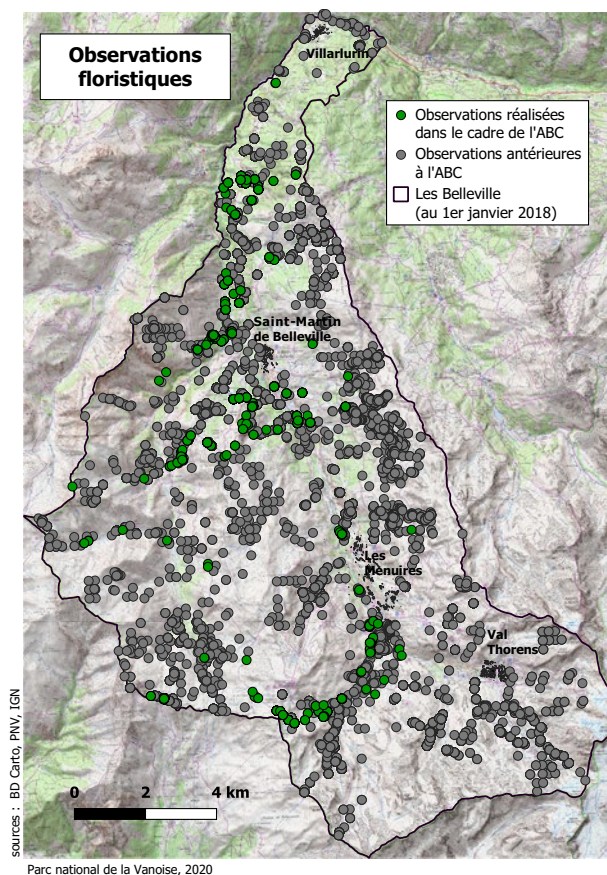 Observations
floristiques
Villarlurin
Observations réalisées
dans le cadre de l'ABC
Observations antérieures
à l'ABC
Les Belleville
(au 1er janvier 2018)
Saint-Martin
de Belleville
Les
Menuires
Val
Thorens
0 2 4 km
sources : BD Carto, PNV, IGN
Parc national de la Vanoise, 2020